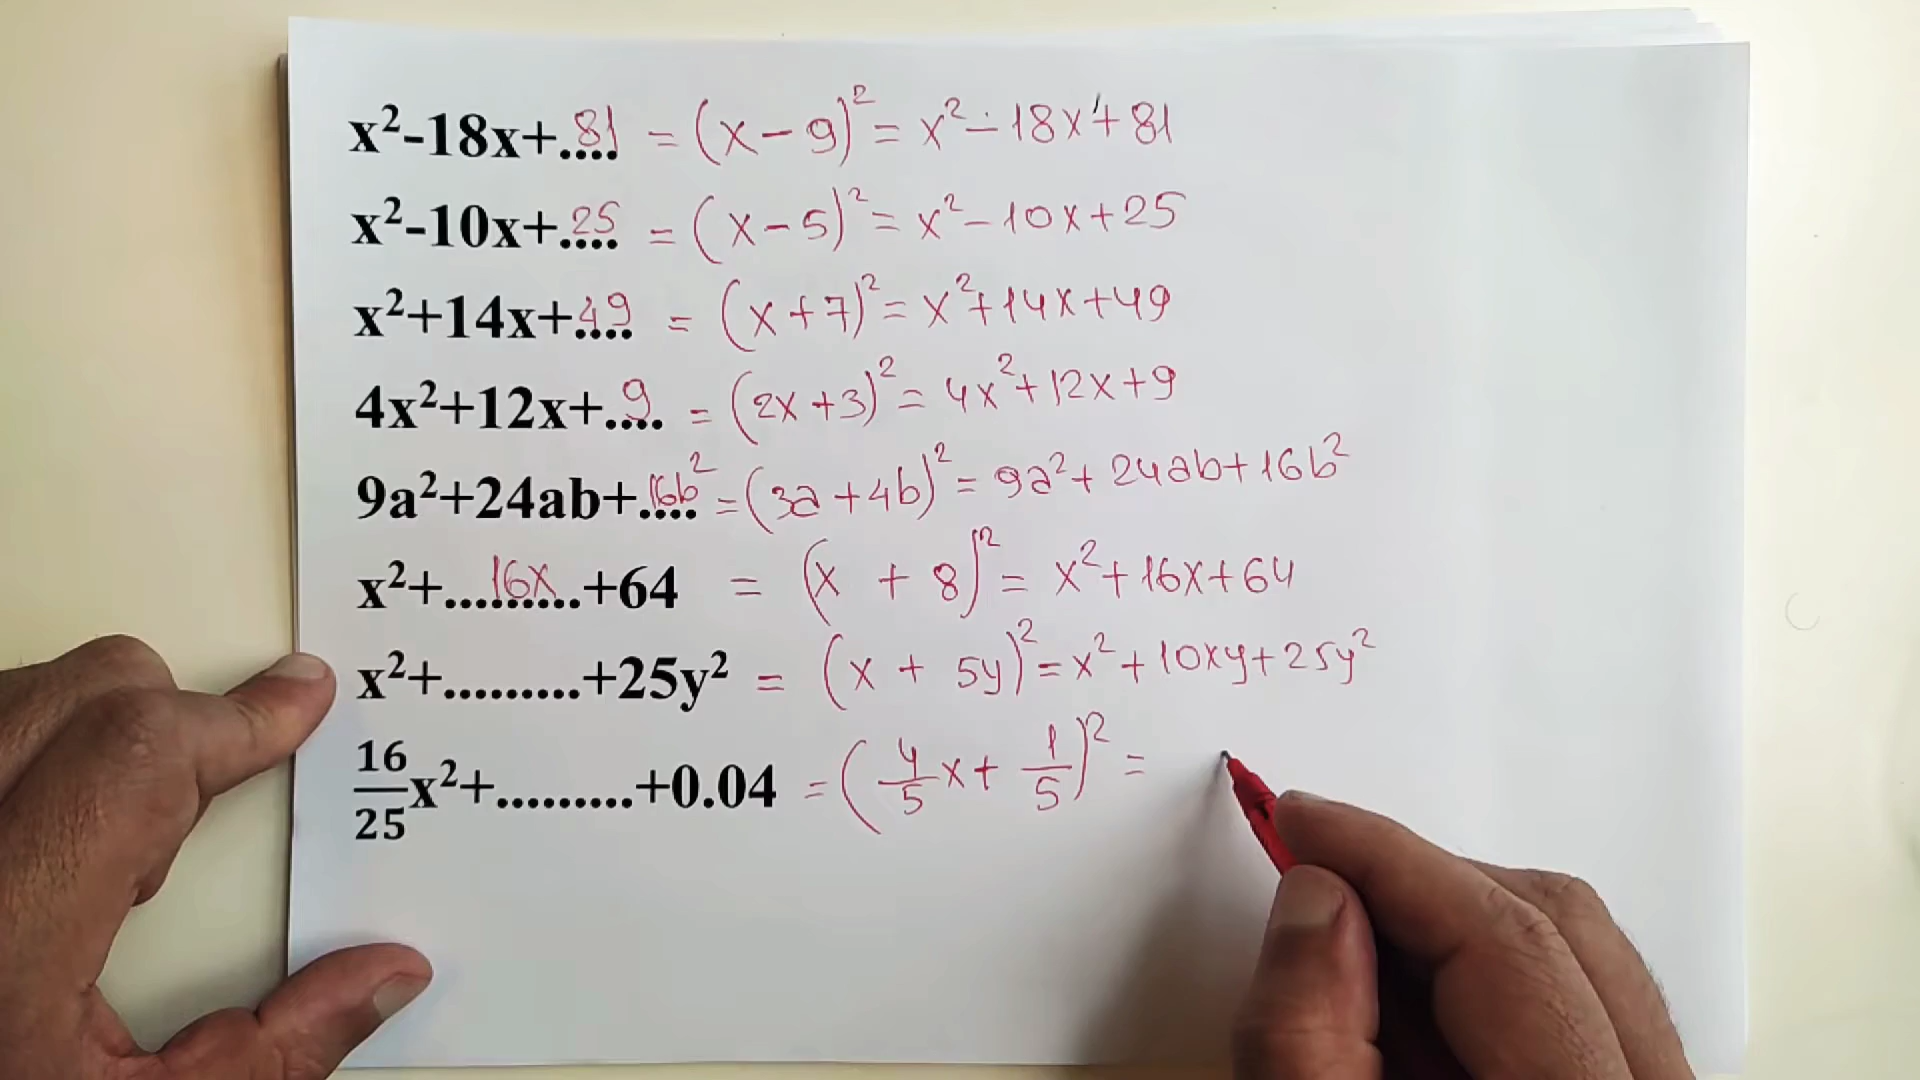 x²-18x+.81... = (x - 9)² = x² - 18x + 81
x²-10x+.25... = (x - 5)² = x² - 10x + 25
x²+14x+.49... = (x + 7)² = x² + 14x + 49
4x²+12x+.9... = (2x + 3)² = 4x² + 12x + 9
9a²+24ab+.16b²... = (3a + 4b)² = 9a² + 24ab + 16b²
x²+....16x.....+64 = (x + 8)² = x² + 16x + 64
x²+.........+25y² = (x + 5y)² = x² + 10xy + 25y²
16/25x²+.........+0.04 = (4/5x + 1/5)² =